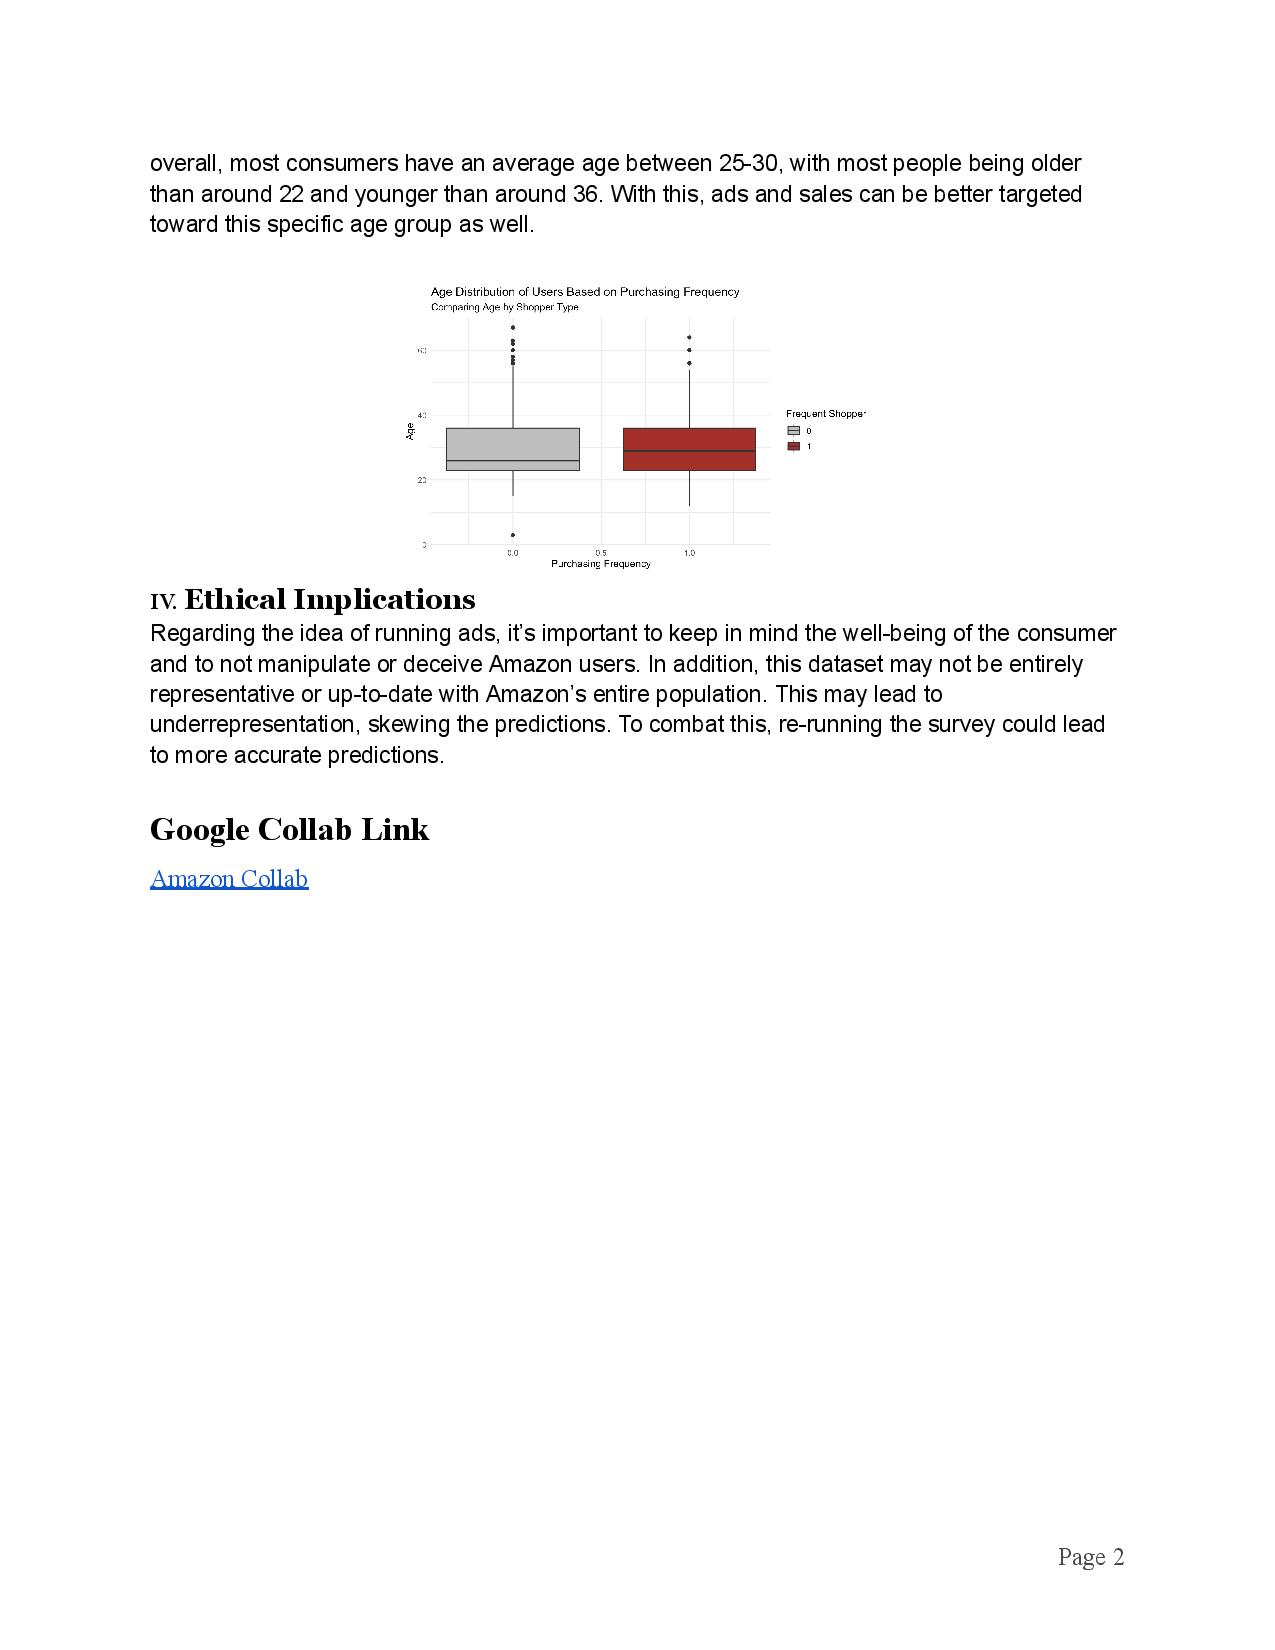 overall, most consumers have an average age between 25-30, with most people being older
than around 22 and younger than around 36. With this, ads and sales can be better targeted
toward this specific age group as well.
Age Distribution of Users Based on Purchasing Frequency
Comparing Age by Shopper Type
60
40
20
0
Age
0.0 0.5 1.0
Purchasing Frequency
Frequent Shopper
0
1
IV. Ethical Implications
Regarding the idea of running ads, it’s important to keep in mind the well-being of the consumer
and to not manipulate or deceive Amazon users. In addition, this dataset may not be entirely
representative or up-to-date with Amazon’s entire population. This may lead to
underrepresentation, skewing the predictions. To combat this, re-running the survey could lead
to more accurate predictions.
Google Collab Link
Amazon Collab
Page 2